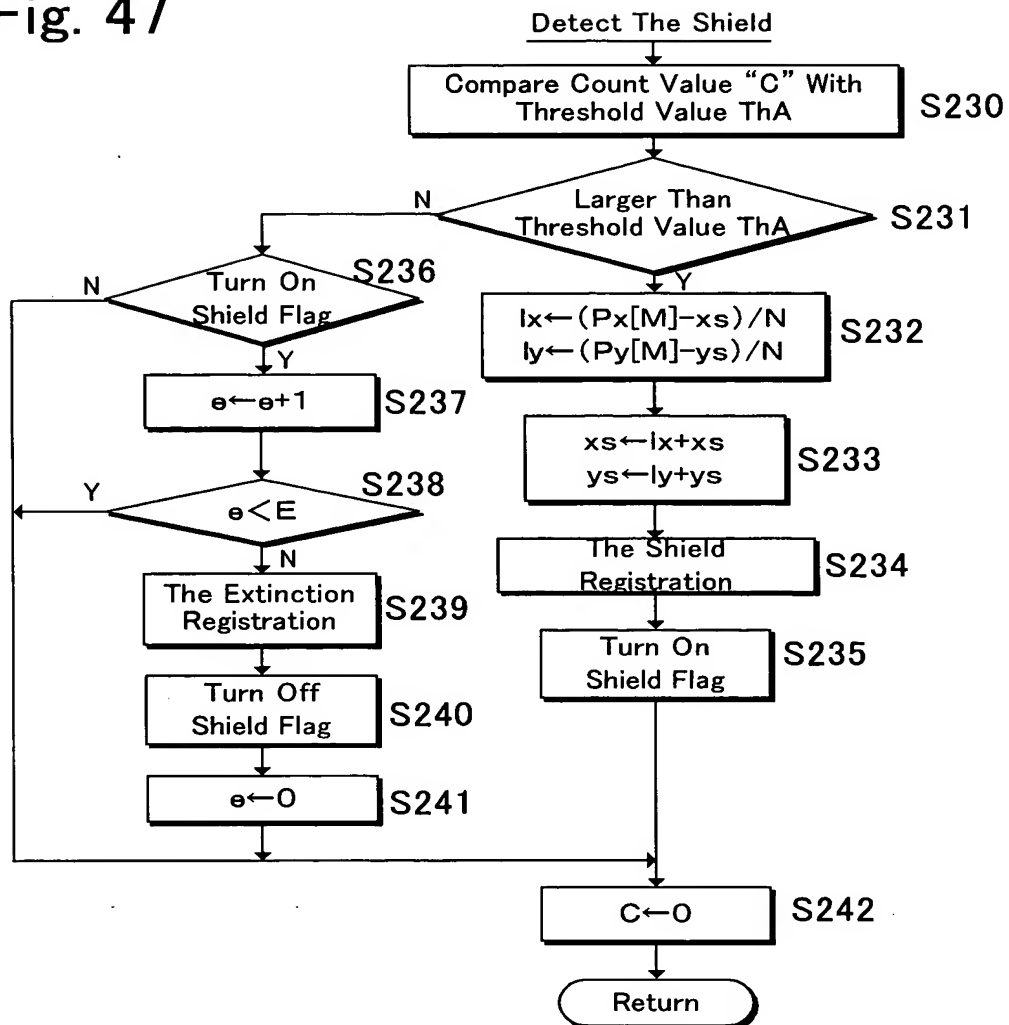 Fig. 47
Detect The Shield
Compare Count Value “C” With
Threshold Value ThA
S230
Larger Than
Threshold Value ThA
S231
N
Y
Turn On
Shield Flag
S236
N
Y
Ix←(Px[M]-xs)/N
Iy←(Py[M]-ys)/N
S232
e←e+1
S237
xs←Ix+xs
ys←Iy+ys
S233
e<E
S238
Y
N
The Shield
Registration
S234
The Extinction
Registration
S239
Turn On
Shield Flag
S235
Turn Off
Shield Flag
S240
e←0
S241
C←0
S242
Return